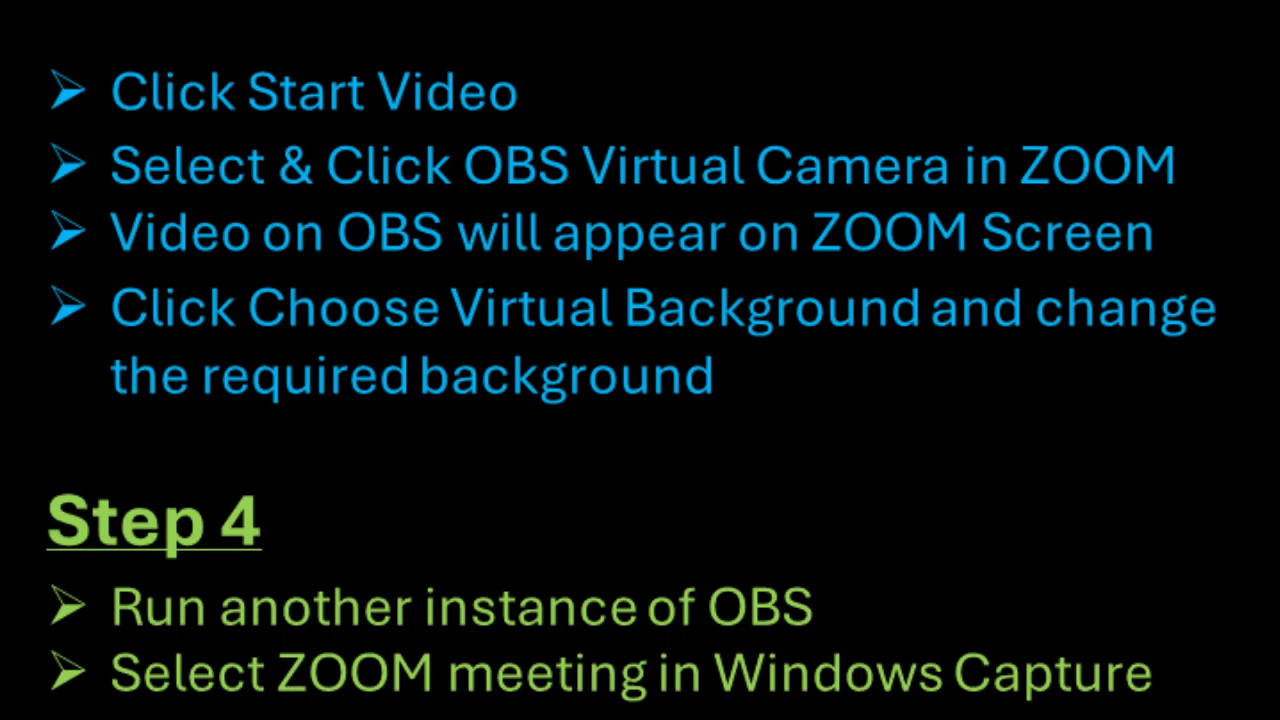 ➢ Click Start Video
➢ Select & Click OBS Virtual Camera in ZOOM
➢ Video on OBS will appear on ZOOM Screen
➢ Click Choose Virtual Background and change
the required background
Step 4
➢ Run another instance of OBS
➢ Select ZOOM meeting in Windows Capture